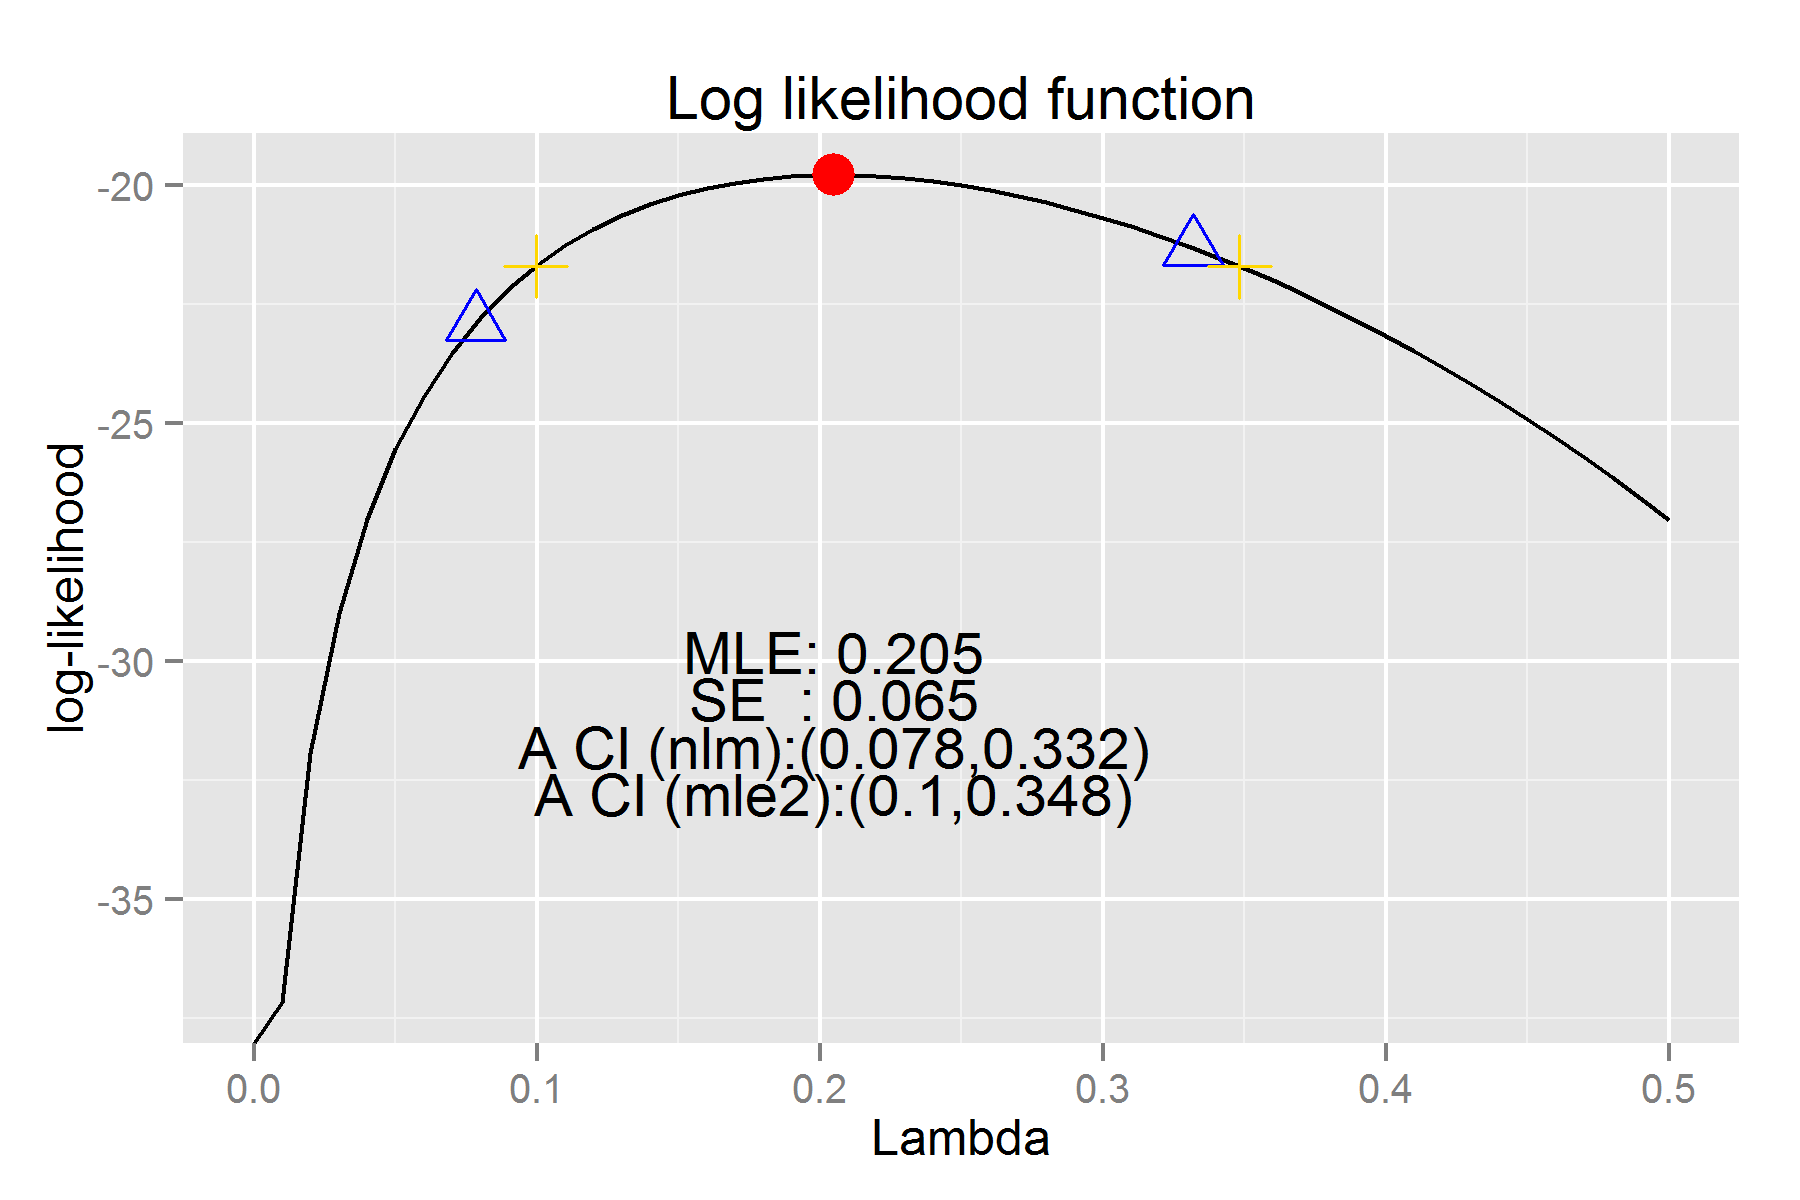 Log likelihood function
-20
-25
-30
-35
log-likelihood
MLE: 0.205
SE  : 0.065
A CI (nlm):(0.078,0.332)
A CI (mle2):(0.1,0.348)
0.0 0.1 0.2 0.3 0.4 0.5
Lambda